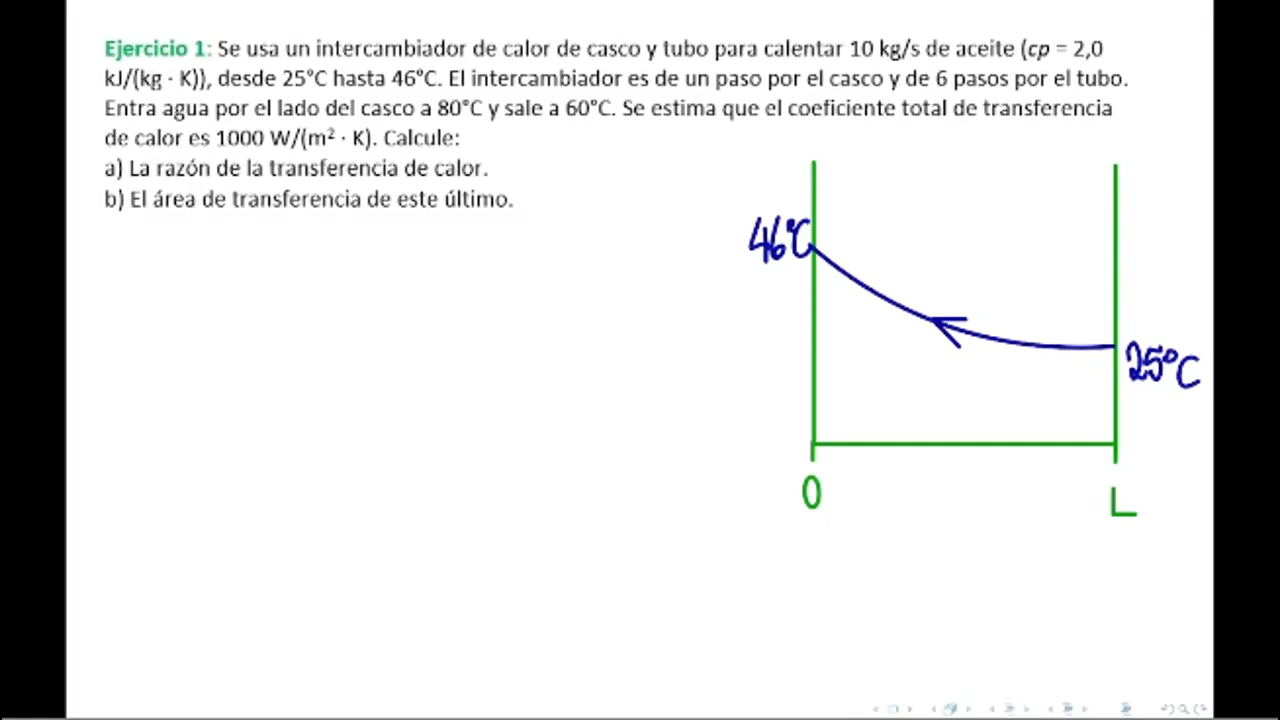 Ejercicio 1: Se usa un intercambiador de calor de casco y tubo para calentar 10 kg/s de aceite (cp = 2,0
kJ/(kg · K)), desde 25°C hasta 46°C. El intercambiador es de un paso por el casco y de 6 pasos por el tubo.
Entra agua por el lado del casco a 80°C y sale a 60°C. Se estima que el coeficiente total de transferencia
de calor es 1000 W/(m² · K). Calcule:
a) La razón de la transferencia de calor.
b) El área de transferencia de este último.
46°C
25°C
0
L